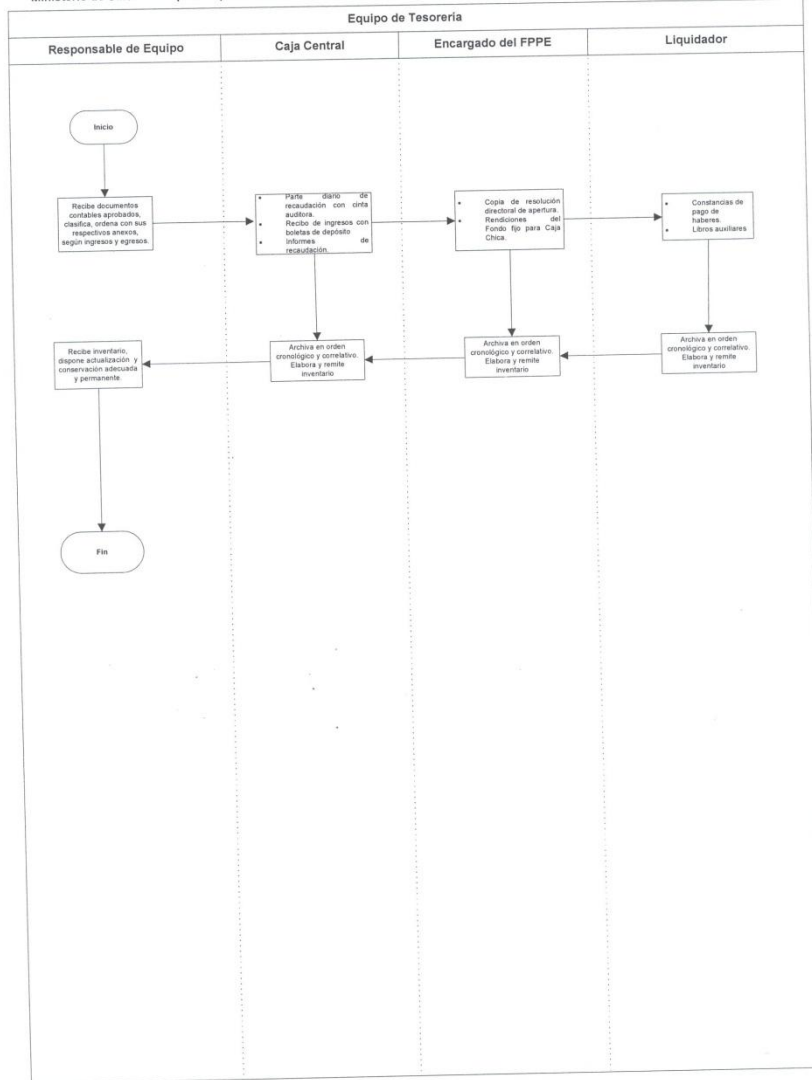 Equipo de Tesorería
Responsable de Equipo
Caja Central
Encargado del FPPE
Liquidador
Inicio
Recibe documentos
contables aprobados,
clasifica, ordena con sus
respectivos anexos,
según ingresos y egresos.
• Parte diario de
recaudación con cinta
auditora.
• Recibo de ingresos con
boletas de depósito
• Informes de
recaudación.
• Copia de resolución
directoral de apertura.
• Rendiciones del
Fondo fijo para Caja
Chica.
• Constancias de
pago de
haberes.
• Libros auxiliares
Recibe inventario,
dispone actualización y
conservación adecuada
y permanente.
Archiva en orden
cronológico y correlativo.
Elabora y remite
inventario
Archiva en orden
cronológico y correlativo.
Elabora y remite
inventario
Archiva en orden
cronológico y correlativo.
Elabora y remite
inventario
Fin